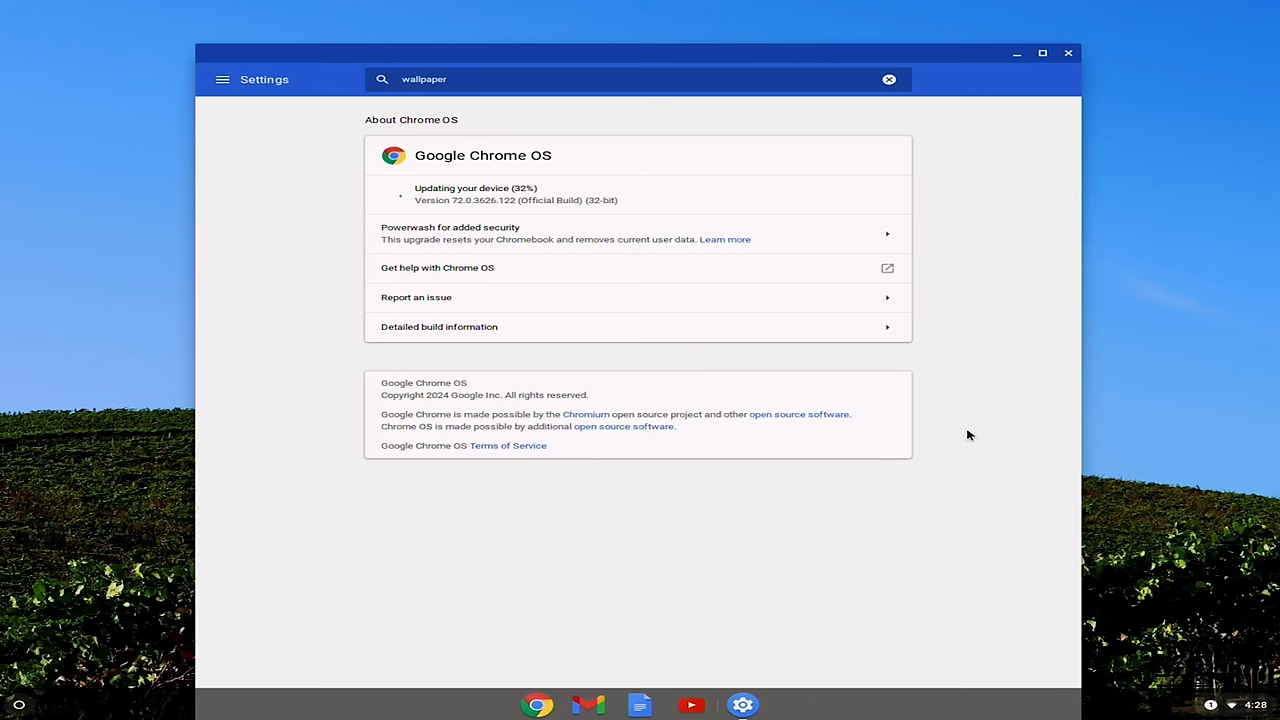 Settings
wallpaper
About Chrome OS
Google Chrome OS
Updating your device (32%)
Version 72.0.3626.122 (Official Build) (32-bit)
Powerwash for added security
This upgrade resets your Chromebook and removes current user data. Learn more
Get help with Chrome OS
Report an issue
Detailed build information
Google Chrome OS
Copyright 2024 Google Inc. All rights reserved.
Google Chrome is made possible by the Chromium open source project and other open source software.
Chrome OS is made possible by additional open source software.
Google Chrome OS Terms of Service
1 4:28